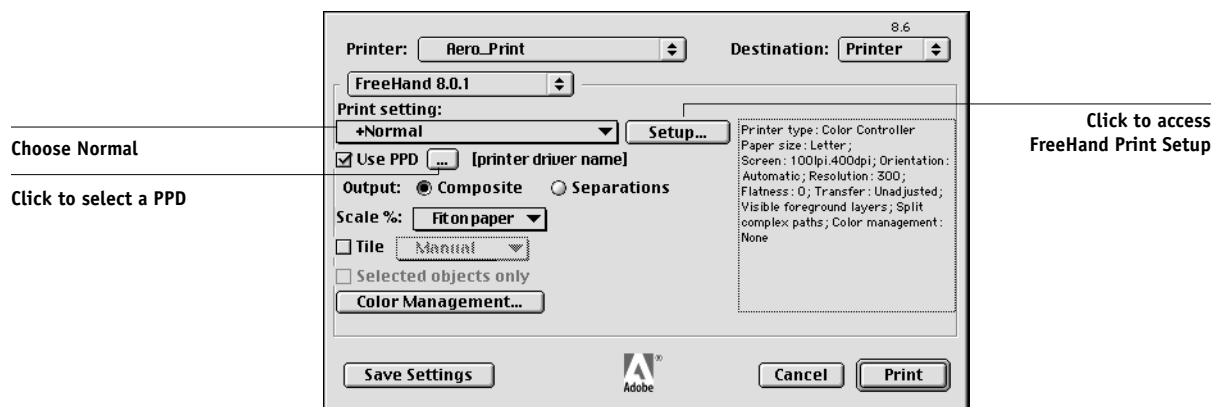 8.6
Printer: Aero_Print Destination: Printer
FreeHand 8.0.1
Print setting:
+Normal Setup...
Use PPD ... [printer driver name]
Output: Composite Separations
Scale %: Fit on paper
Tile Manual
Selected objects only
Color Management...
Printer type: Color Controller
Paper size: Letter;
Screen: 100lpi.400dpi; Orientation:
Automatic; Resolution: 300;
Flatness: 0; Transfer: Unadjusted;
Visible foreground layers; Split
complex paths; Color management:
None
Save Settings Adobe ® Cancel Print
Choose Normal
Click to select a PPD
Click to access
FreeHand Print Setup